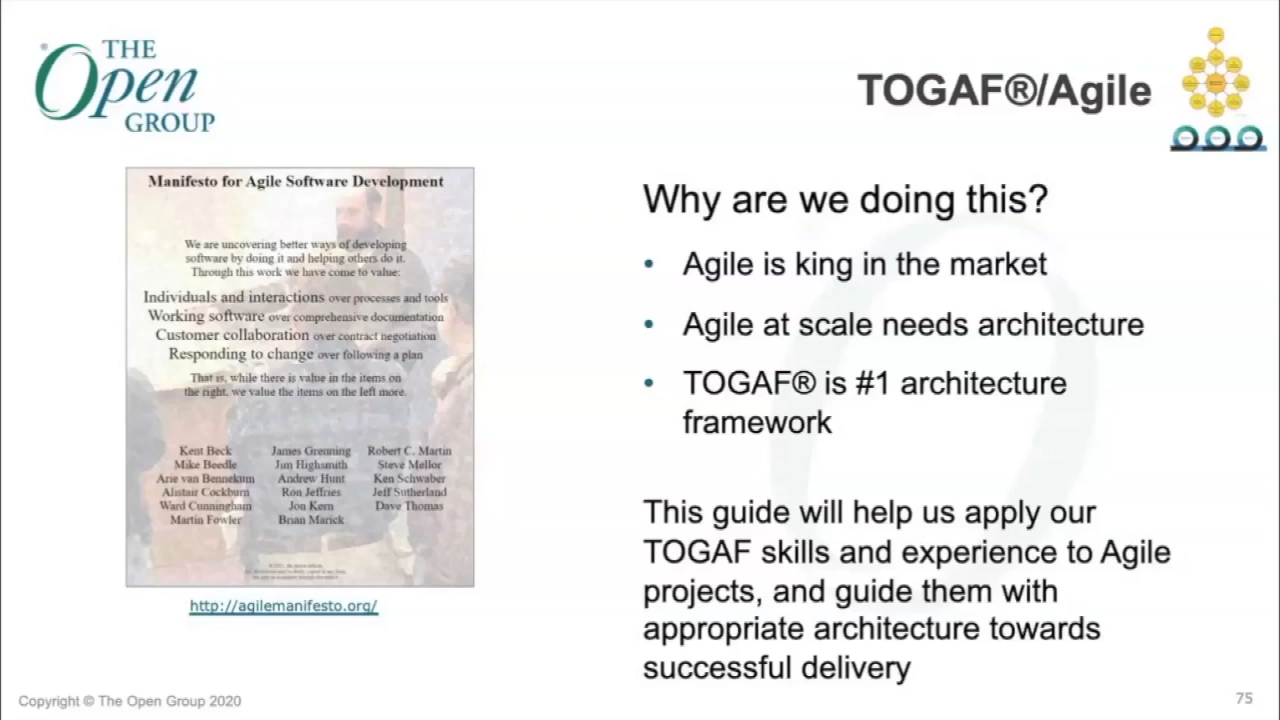 THE
Open
GROUP
®
TOGAF®/Agile
Manifesto for Agile Software Development
We are uncovering better ways of developing
software by doing it and helping others do it.
Through this work we have come to value:
Individuals and interactions over processes and tools
Working software over comprehensive documentation
Customer collaboration over contract negotiation
Responding to change over following a plan
That is, while there is value in the items on
the right, we value the items on the left more.
Kent Beck James Grenning Robert C. Martin
Mike Beedle Jim Highsmith Steve Mellor
Arie van Bennekum Andrew Hunt Ken Schwaber
Alistair Cockburn Ron Jeffries Jeff Sutherland
Ward Cunningham Jon Kern Dave Thomas
Martin Fowler Brian Marick
http://agilemanifesto.org/
Why are we doing this?
• Agile is king in the market
• Agile at scale needs architecture
• TOGAF® is #1 architecture
framework
This guide will help us apply our
TOGAF skills and experience to Agile
projects, and guide them with
appropriate architecture towards
successful delivery
Copyright © The Open Group 2020
75